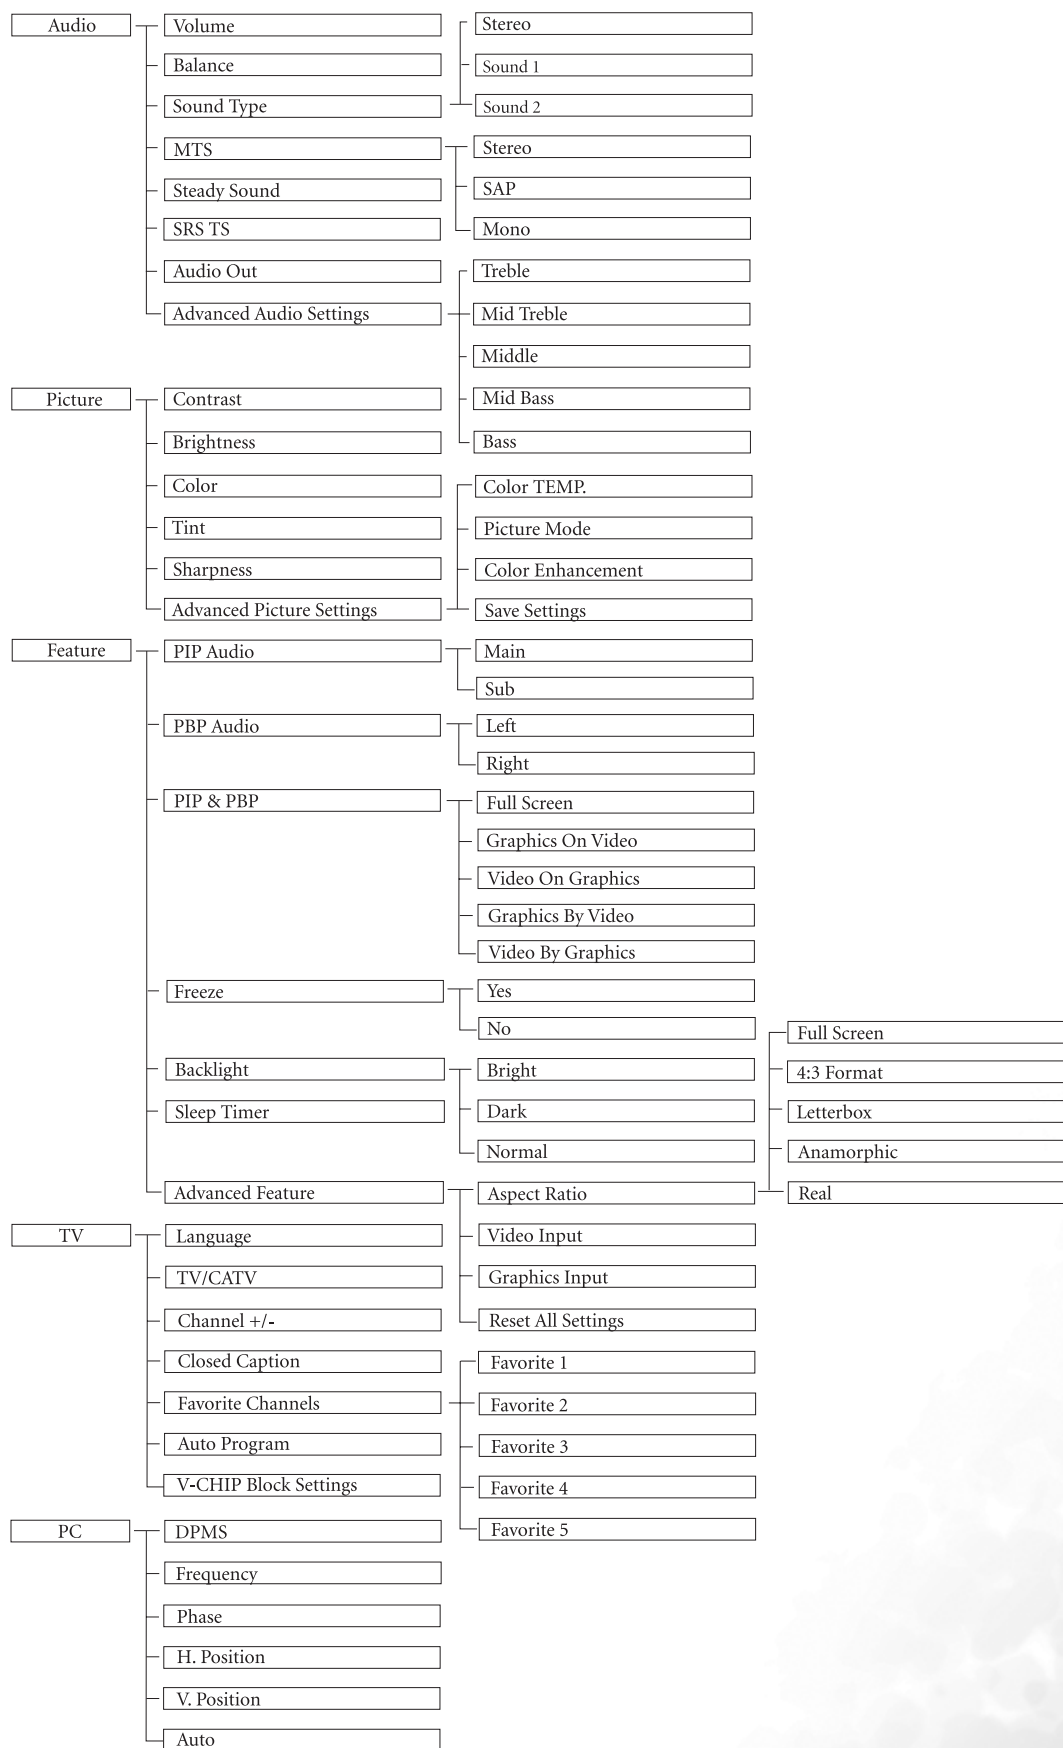 Audio
Volume
Balance
Sound Type
Stereo
Sound 1
Sound 2
MTS
Stereo
SAP
Mono
Steady Sound
SRS TS
Audio Out
Advanced Audio Settings
Treble
Mid Treble
Middle
Mid Bass
Bass
Picture
Contrast
Brightness
Color
Tint
Sharpness
Advanced Picture Settings
Color TEMP.
Picture Mode
Color Enhancement
Save Settings
Feature
PIP Audio
Main
Sub
PBP Audio
Left
Right
PIP & PBP
Full Screen
Graphics On Video
Video On Graphics
Graphics By Video
Video By Graphics
Freeze
Yes
No
Backlight
Bright
Dark
Normal
Sleep Timer
Advanced Feature
Aspect Ratio
Full Screen
4:3 Format
Letterbox
Anamorphic
Real
Video Input
Graphics Input
Reset All Settings
TV
Language
TV/CATV
Channel +/-
Closed Caption
Favorite Channels
Favorite 1
Favorite 2
Favorite 3
Favorite 4
Favorite 5
Auto Program
V-CHIP Block Settings
PC
DPMS
Frequency
Phase
H. Position
V. Position
Auto